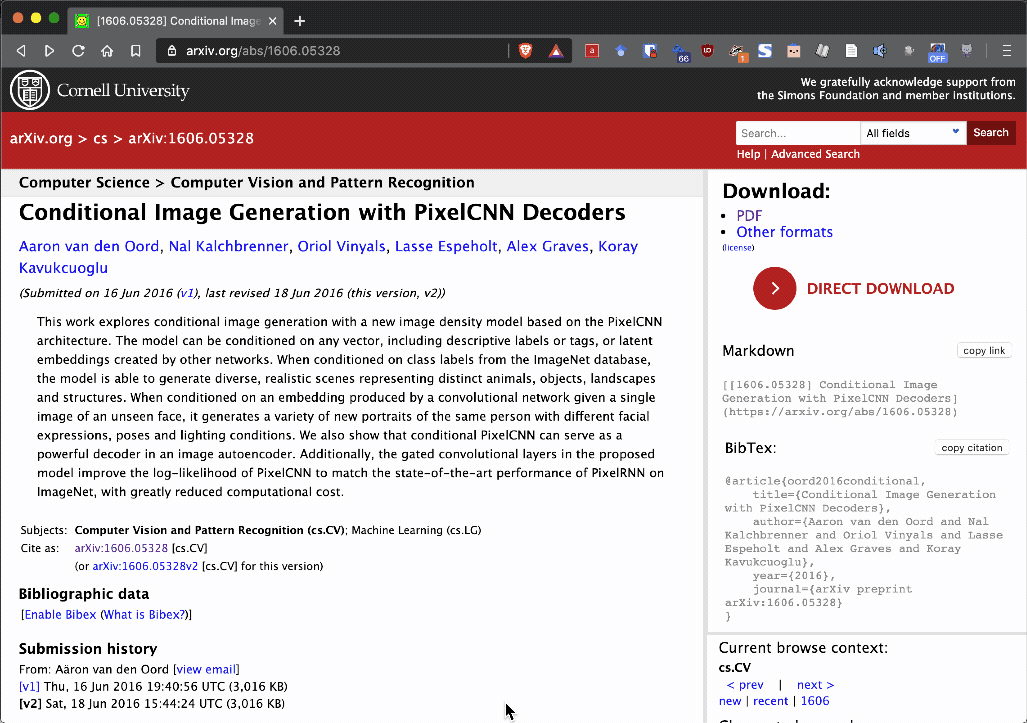 [1606.05328] Conditional Image
arxiv.org/abs/1606.05328
a
66
1
S
OFF
Cornell University
We gratefully acknowledge support from
the Simons Foundation and member institutions.
arXiv.org > cs > arXiv:1606.05328
Search...
All fields
Search
Help | Advanced Search
Computer Science > Computer Vision and Pattern Recognition
Conditional Image Generation with PixelCNN Decoders
Aaron van den Oord, Nal Kalchbrenner, Oriol Vinyals, Lasse Espeholt, Alex Graves, Koray
Kavukcuoglu
(Submitted on 16 Jun 2016 (v1), last revised 18 Jun 2016 (this version, v2))
This work explores conditional image generation with a new image density model based on the PixelCNN
architecture. The model can be conditioned on any vector, including descriptive labels or tags, or latent
embeddings created by other networks. When conditioned on class labels from the ImageNet database,
the model is able to generate diverse, realistic scenes representing distinct animals, objects, landscapes
and structures. When conditioned on an embedding produced by a convolutional network given a single
image of an unseen face, it generates a variety of new portraits of the same person with different facial
expressions, poses and lighting conditions. We also show that conditional PixelCNN can serve as a
powerful decoder in an image autoencoder. Additionally, the gated convolutional layers in the proposed
model improve the log-likelihood of PixelCNN to match the state-of-the-art performance of PixelRNN on
ImageNet, with greatly reduced computational cost.
Subjects: Computer Vision and Pattern Recognition (cs.CV); Machine Learning (cs.LG)
Cite as: arXiv:1606.05328 [cs.CV]
(or arXiv:1606.05328v2 [cs.CV] for this version)
Bibliographic data
[Enable Bibex (What is Bibex?)]
Submission history
From: Aäron van den Oord [view email]
[v1] Thu, 16 Jun 2016 19:40:56 UTC (3,016 KB)
[v2] Sat, 18 Jun 2016 15:44:24 UTC (3,016 KB)
Download:
PDF
Other formats
(license)
DIRECT DOWNLOAD
Markdown
copy link
[[1606.05328] Conditional Image
Generation with PixelCNN Decoders]
(https://arxiv.org/abs/1606.05328)
BibTex:
copy citation
@article{oord2016conditional,
title={Conditional Image Generation
with PixelCNN Decoders},
author={Aaron van den Oord and Nal
Kalchbrenner and Oriol Vinyals and Lasse
Espeholt and Alex Graves and Koray
Kavukcuoglu},
year={2016},
journal={arXiv preprint
arXiv:1606.05328}
}
Current browse context:
cs.CV
< prev | next >
new | recent | 1606